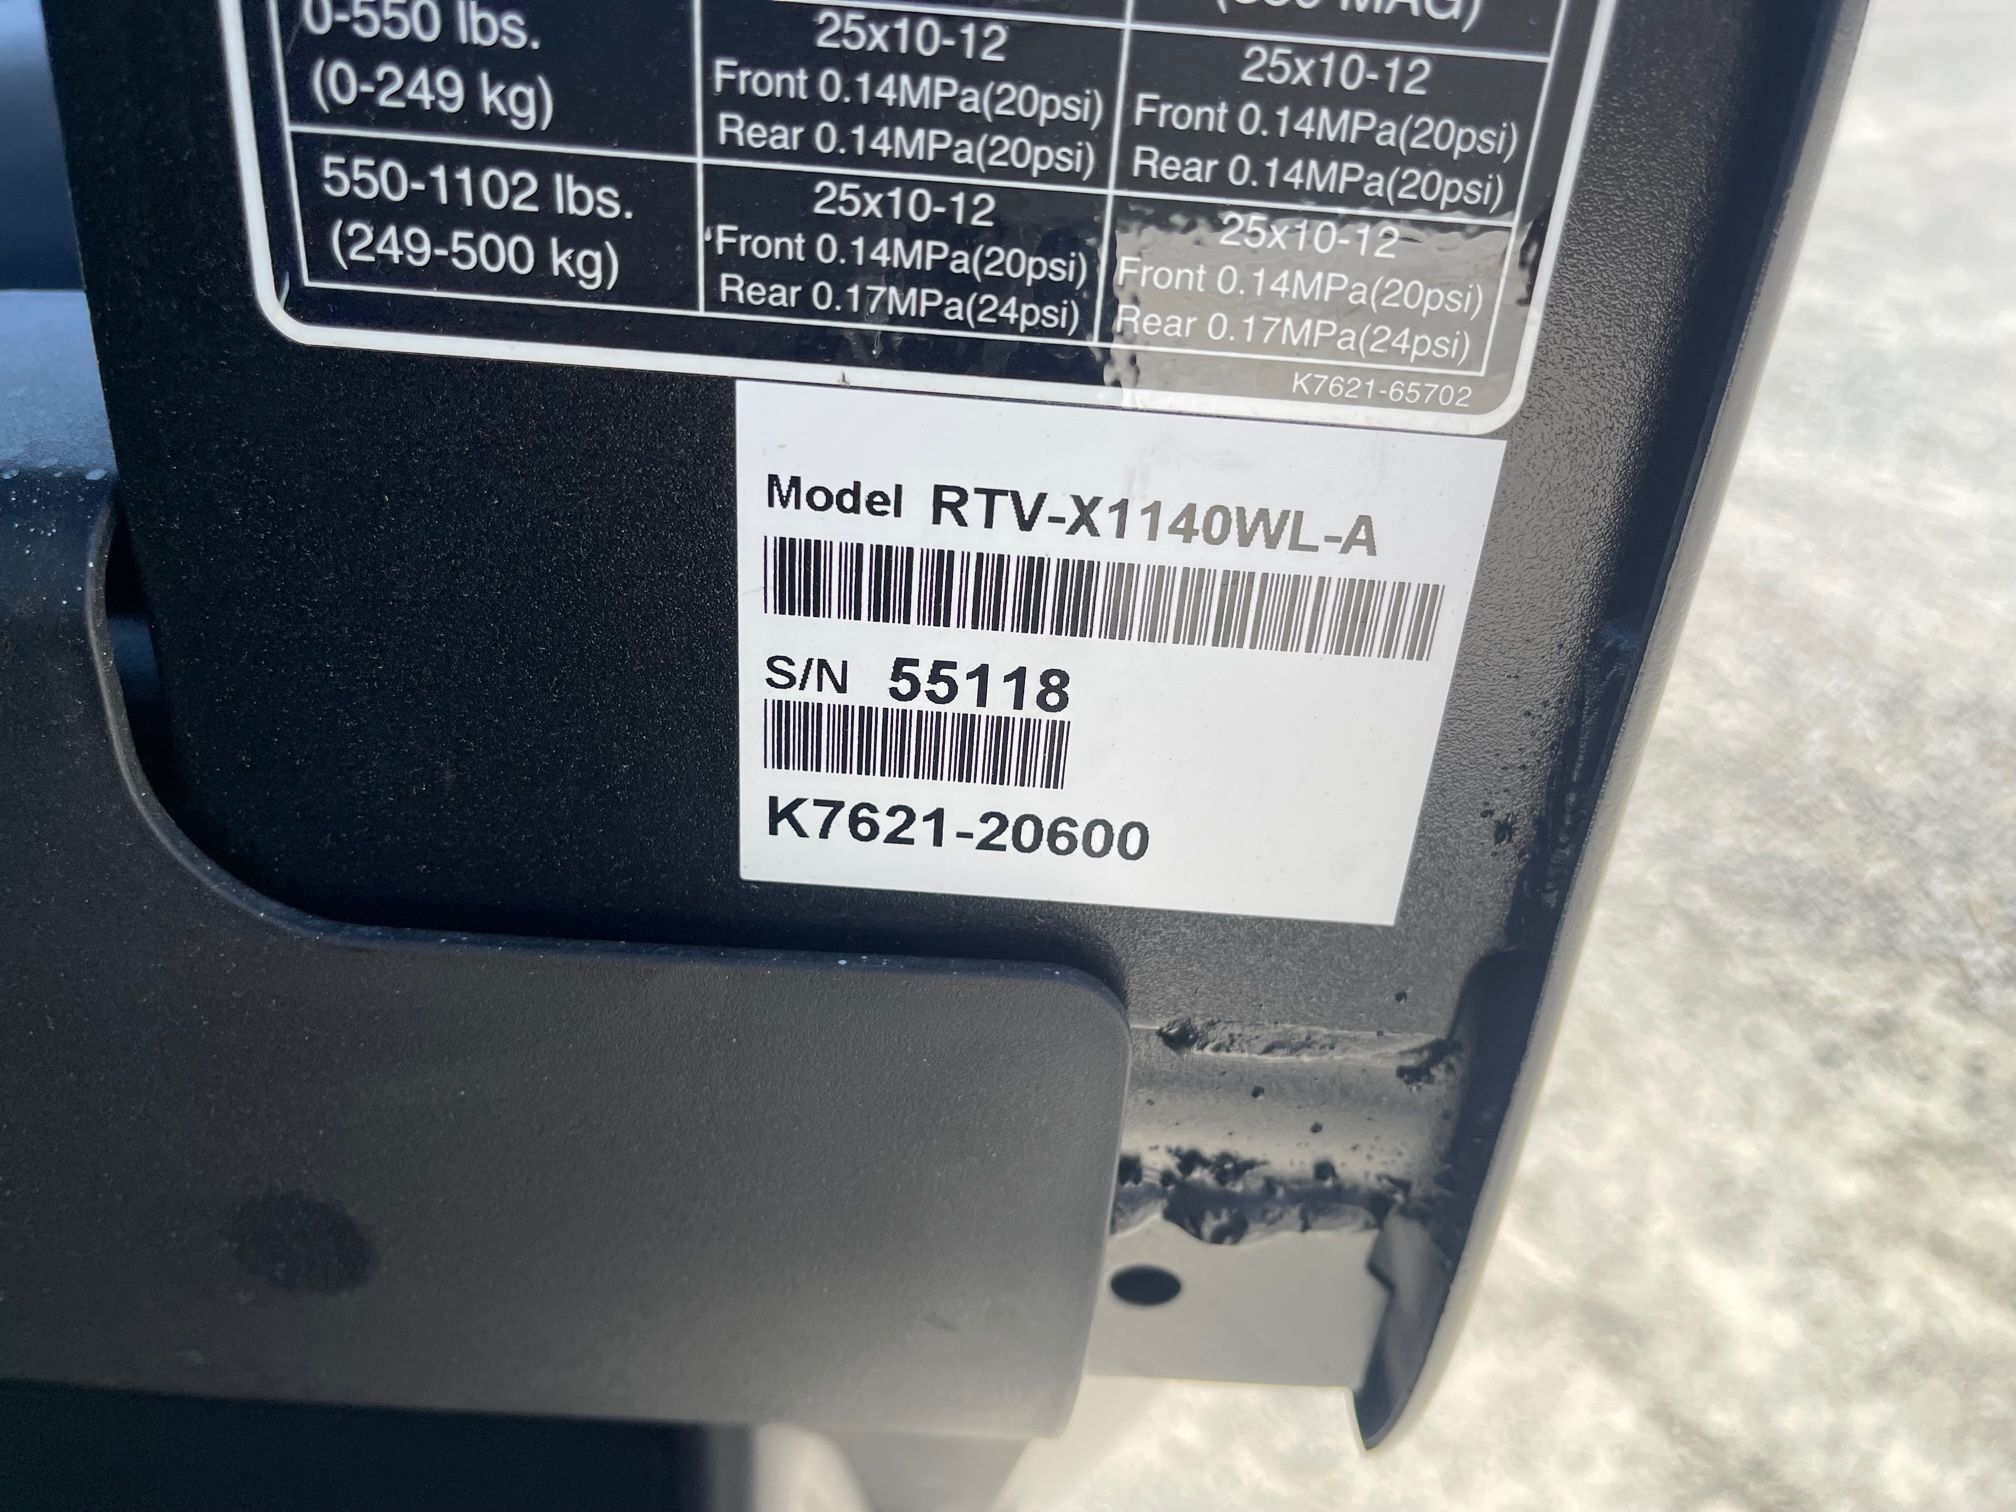 0-550 lbs.
(0-249 kg)
25x10-12
Front 0.14MPa(20psi)
Rear 0.14MPa(20psi)
25x10-12
Front 0.14MPa(20psi)
Rear 0.14MPa(20psi)
550-1102 lbs.
(249-500 kg)
25x10-12
Front 0.14MPa(20psi)
Rear 0.17MPa(24psi)
25x10-12
Front 0.14MPa(20psi)
Rear 0.17MPa(24psi)
K7621-65702
Model RTV-X1140WL-A
S/N 55118
K7621-20600